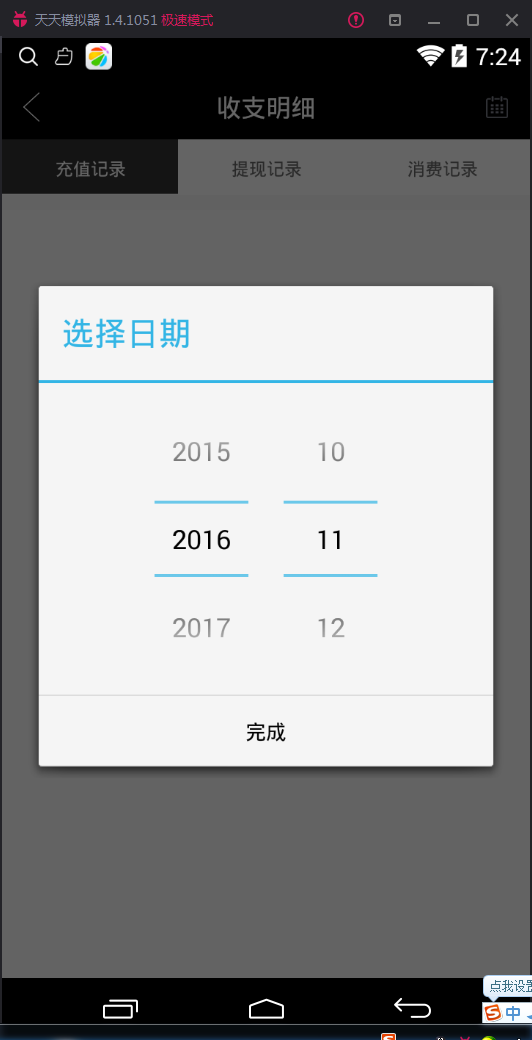 天天模拟器 1.4.1051 极速模式
7:24
收支明细
充值记录 提现记录 消费记录
选择日期
2015 10
2016 11
2017 12
完成
点我设置
中